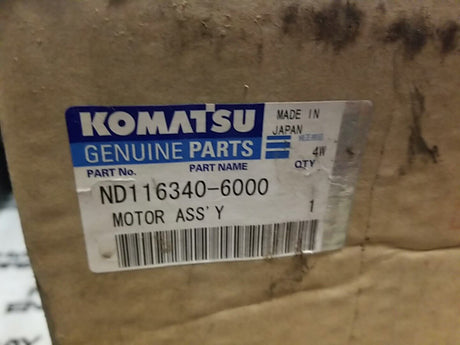 KOMATSU
GENUINE PARTS
MADE IN
JAPAN
4W
PART No. PART NAME QTY
ND116340-6000
MOTOR ASS'Y 1